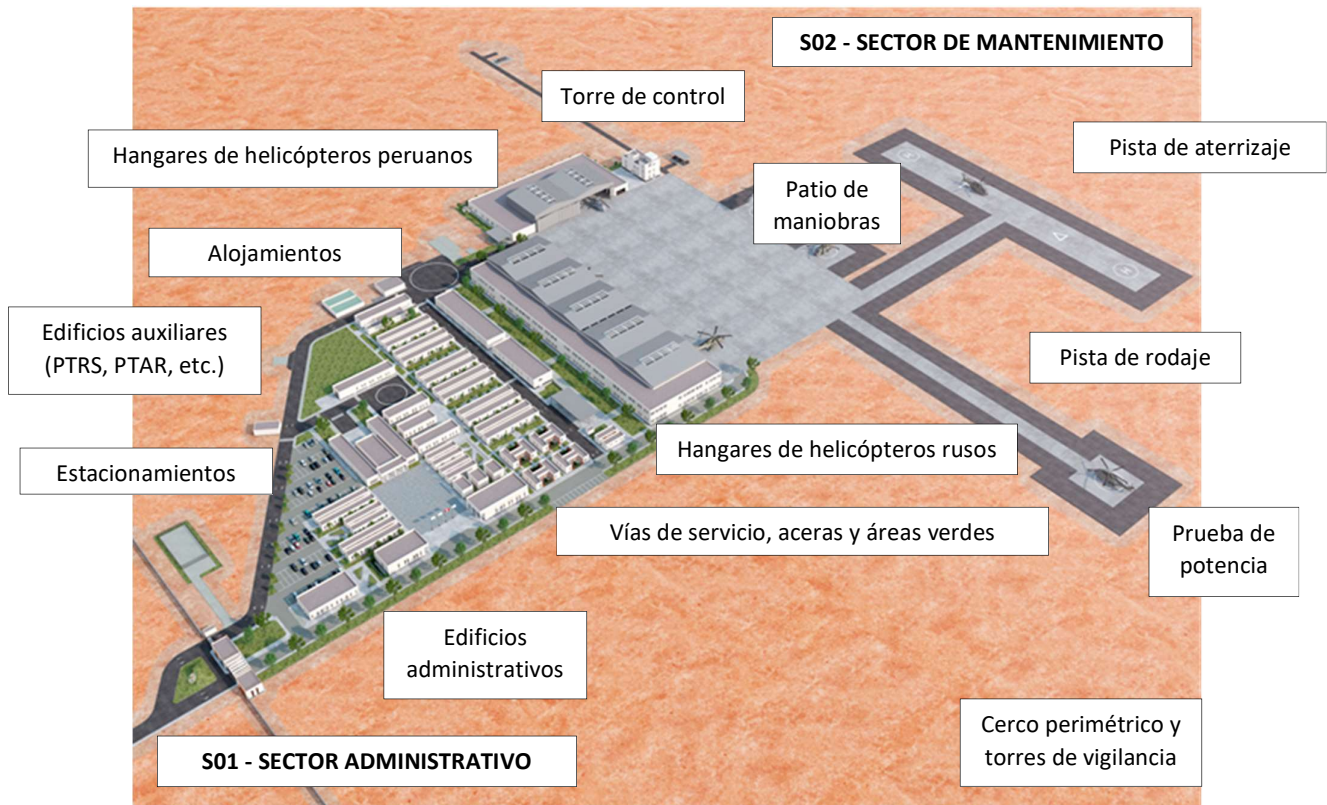 S02 - SECTOR DE MANTENIMIENTO
Torre de control
Hangares de helicópteros peruanos
Pista de aterrizaje
Patio de
maniobras
Alojamientos
Edificios auxiliares
(PTRS, PTAR, etc.)
Pista de rodaje
Hangares de helicópteros rusos
Estacionamientos
Vías de servicio, aceras y áreas verdes
Prueba de
potencia
Edificios
administrativos
Cerco perimétrico y
torres de vigilancia
S01 - SECTOR ADMINISTRATIVO